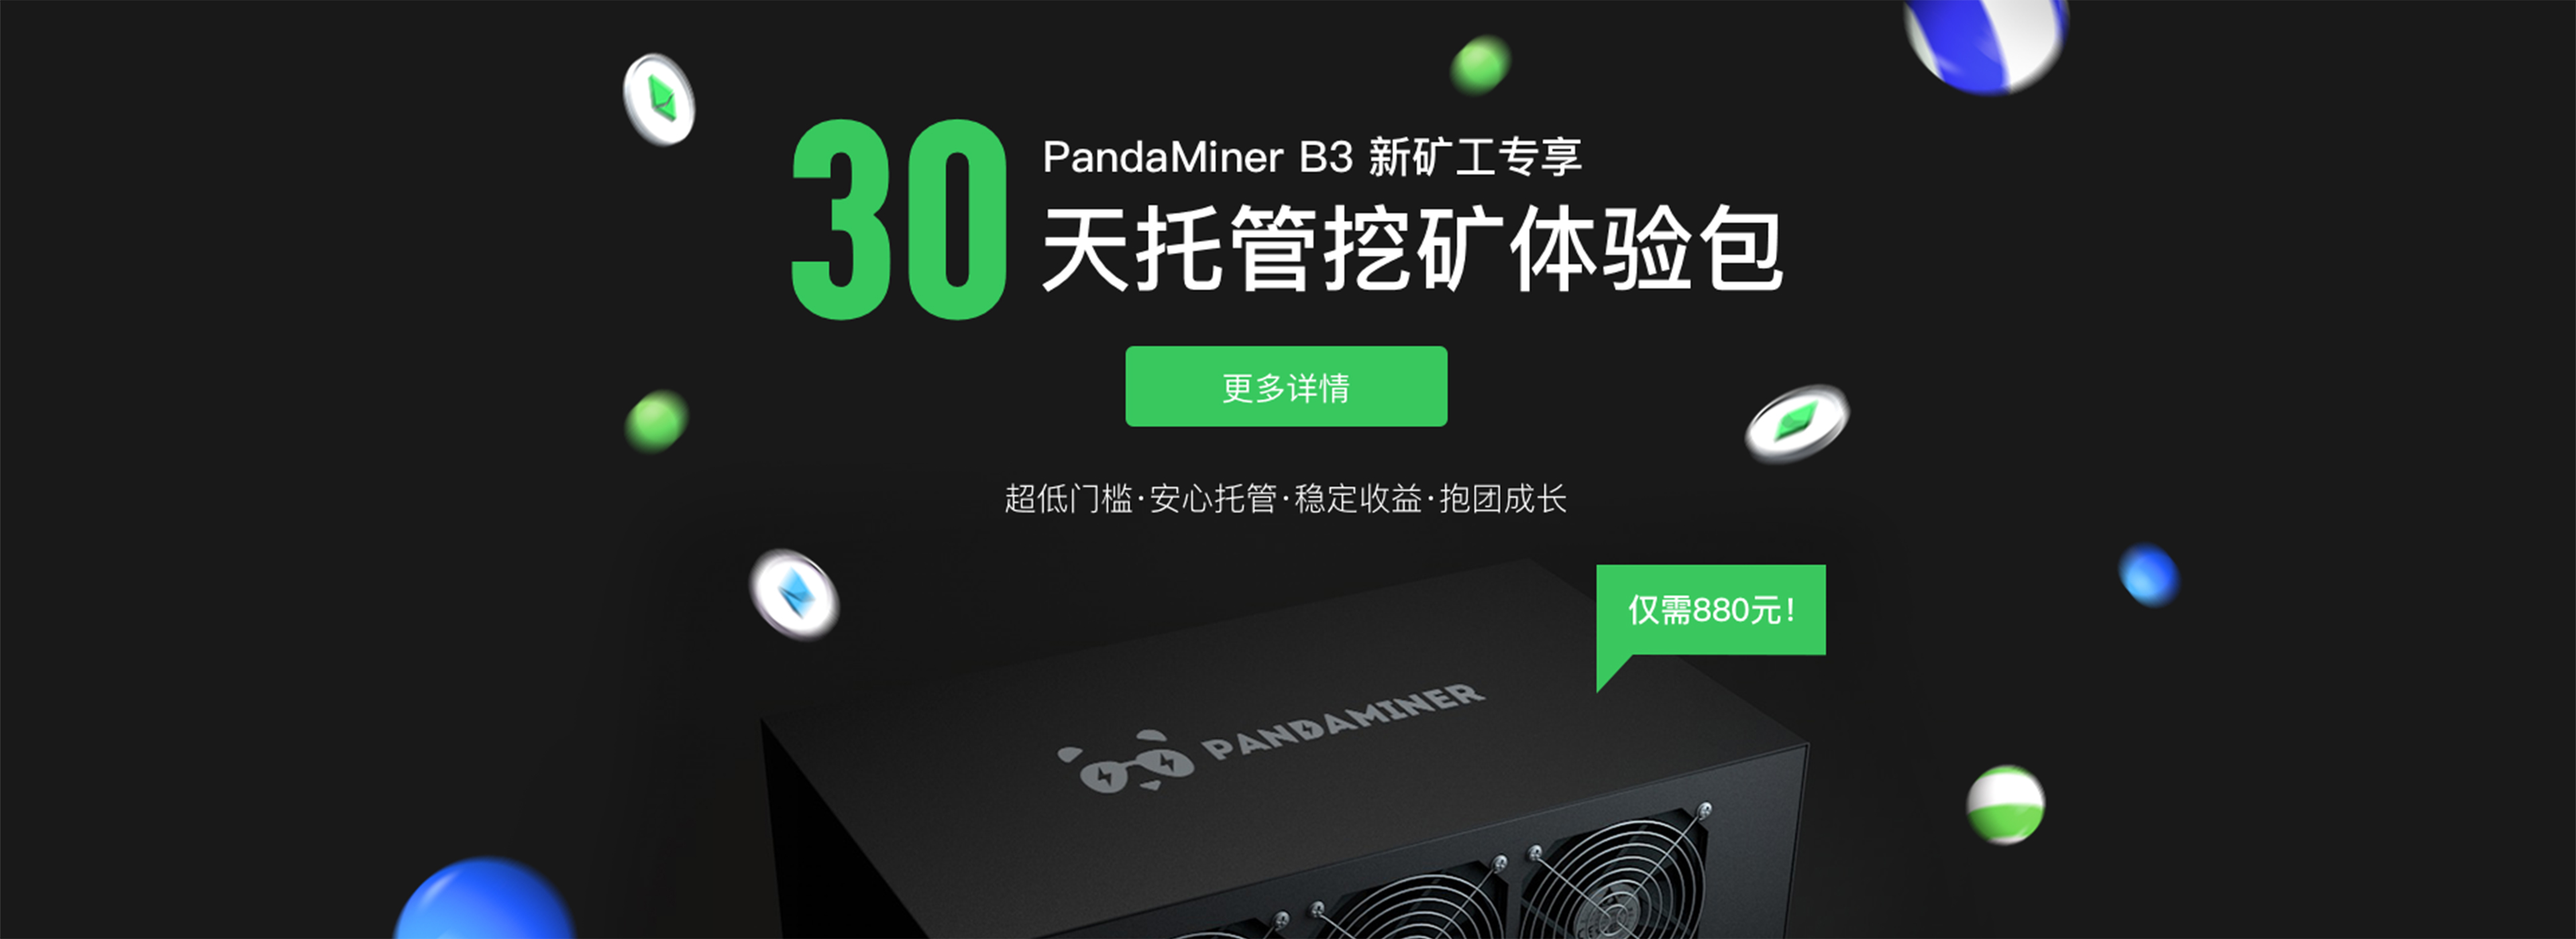 30
PandaMiner B3 新矿工专享
天托管挖矿体验包
更多详情
超低门槛·安心托管·稳定收益·抱团成长
仅需880元!
PANDAMINER